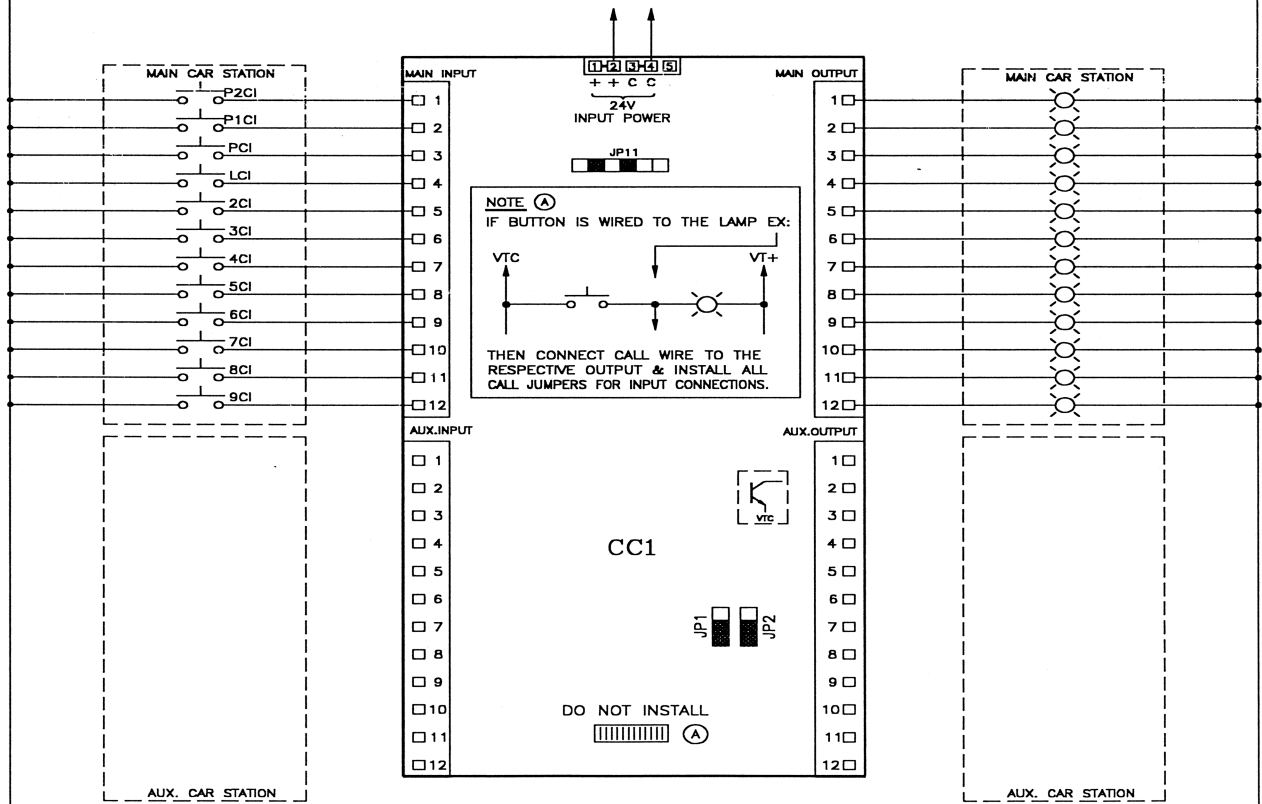 MAIN CAR STATION
P2CI
P1CI
PCI
LCI
2CI
3CI
4CI
5CI
6CI
7CI
8CI
9CI
AUX. CAR STATION
MAIN INPUT
1
2
3
4
5
6
7
8
9
10
11
12
AUX.INPUT
1
2
3
4
5
6
7
8
9
10
11
12
1 2 3 4 5
+ + C C
24V
INPUT POWER
JP11
NOTE A
IF BUTTON IS WIRED TO THE LAMP EX:
VTC VT+
THEN CONNECT CALL WIRE TO THE
RESPECTIVE OUTPUT & INSTALL ALL
CALL JUMPERS FOR INPUT CONNECTIONS.
VTC
CC1
JP1 JP2
DO NOT INSTALL
A
MAIN OUTPUT
1
2
3
4
5
6
7
8
9
10
11
12
AUX.OUTPUT
1
2
3
4
5
6
7
8
9
10
11
12
MAIN CAR STATION
AUX. CAR STATION